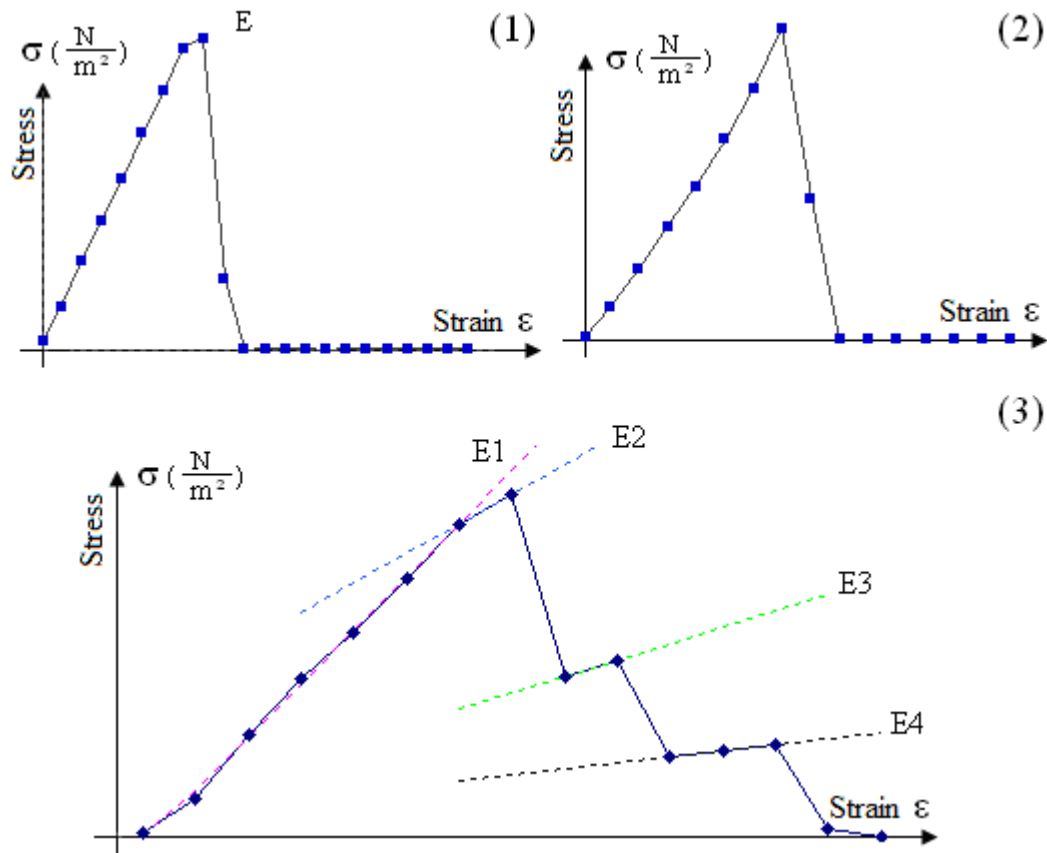 E
(1)
σ (N/m²)
Stress
Strain ε
(2)
σ (N/m²)
Stress
Strain ε
(3)
E1
E2
σ (N/m²)
Stress
E3
E4
Strain ε